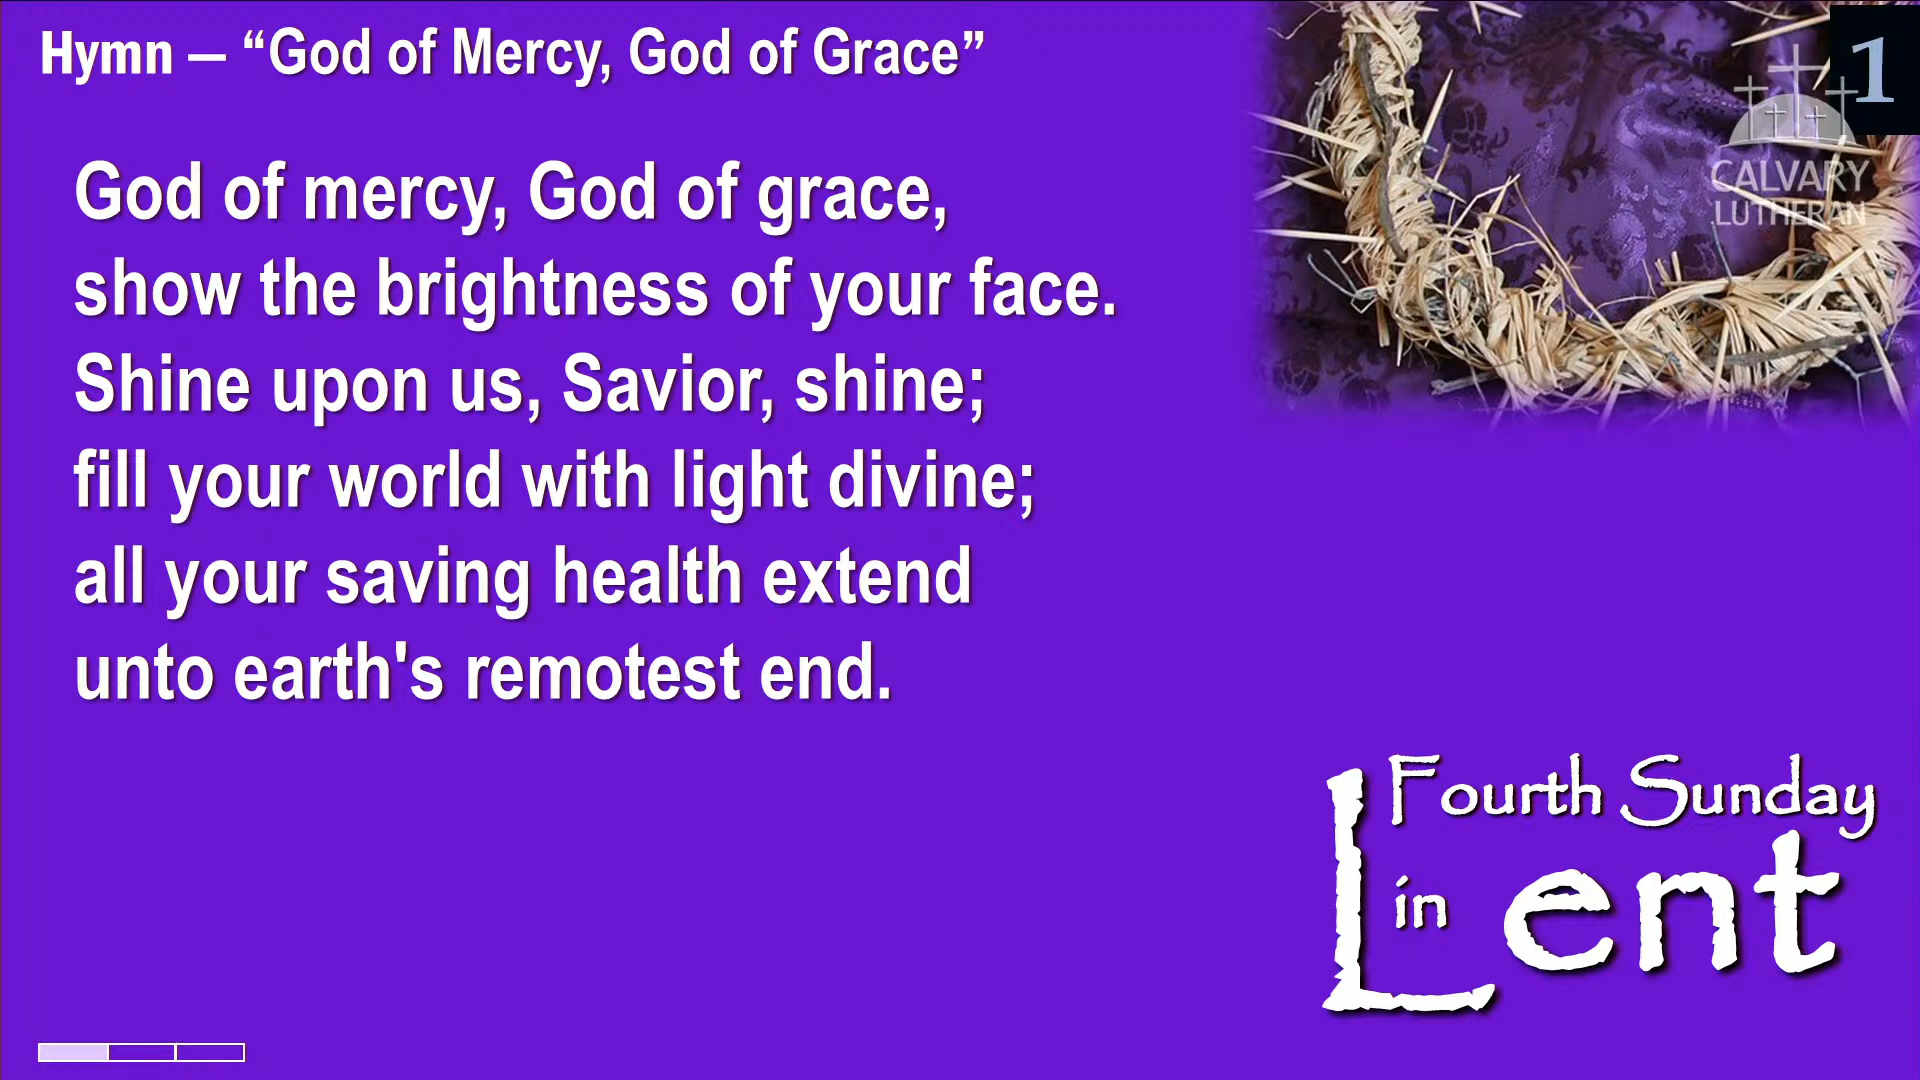 Hymn — “God of Mercy, God of Grace”
1
CALVARY
LUTHERAN
God of mercy, God of grace,
show the brightness of your face.
Shine upon us, Savior, shine;
fill your world with light divine;
all your saving health extend
unto earth's remotest end.
Fourth Sunday
in Lent